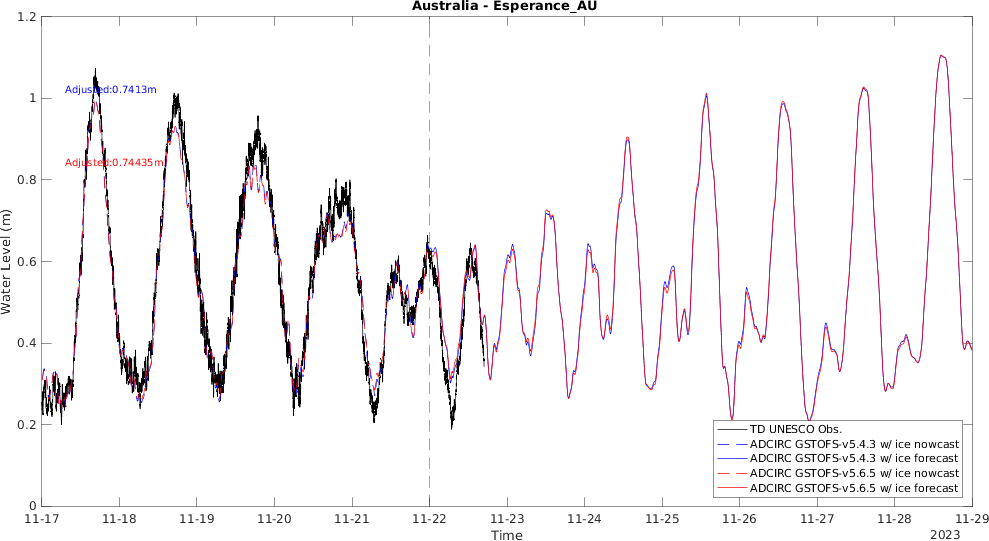 Australia - Esperance_AU
1.2
1
0.8
0.6
0.4
0.2
0
Water Level (m)
Adjusted:0.7413m
Adjusted:0.74435m
TD UNESCO Obs.
ADCIRC GSTOFS-v5.4.3 w/ ice nowcast
ADCIRC GSTOFS-v5.4.3 w/ ice forecast
ADCIRC GSTOFS-v5.6.5 w/ ice nowcast
ADCIRC GSTOFS-v5.6.5 w/ ice forecast
11-17 11-18 11-19 11-20 11-21 11-22 11-23 11-24 11-25 11-26 11-27 11-28 11-29
Time
2023